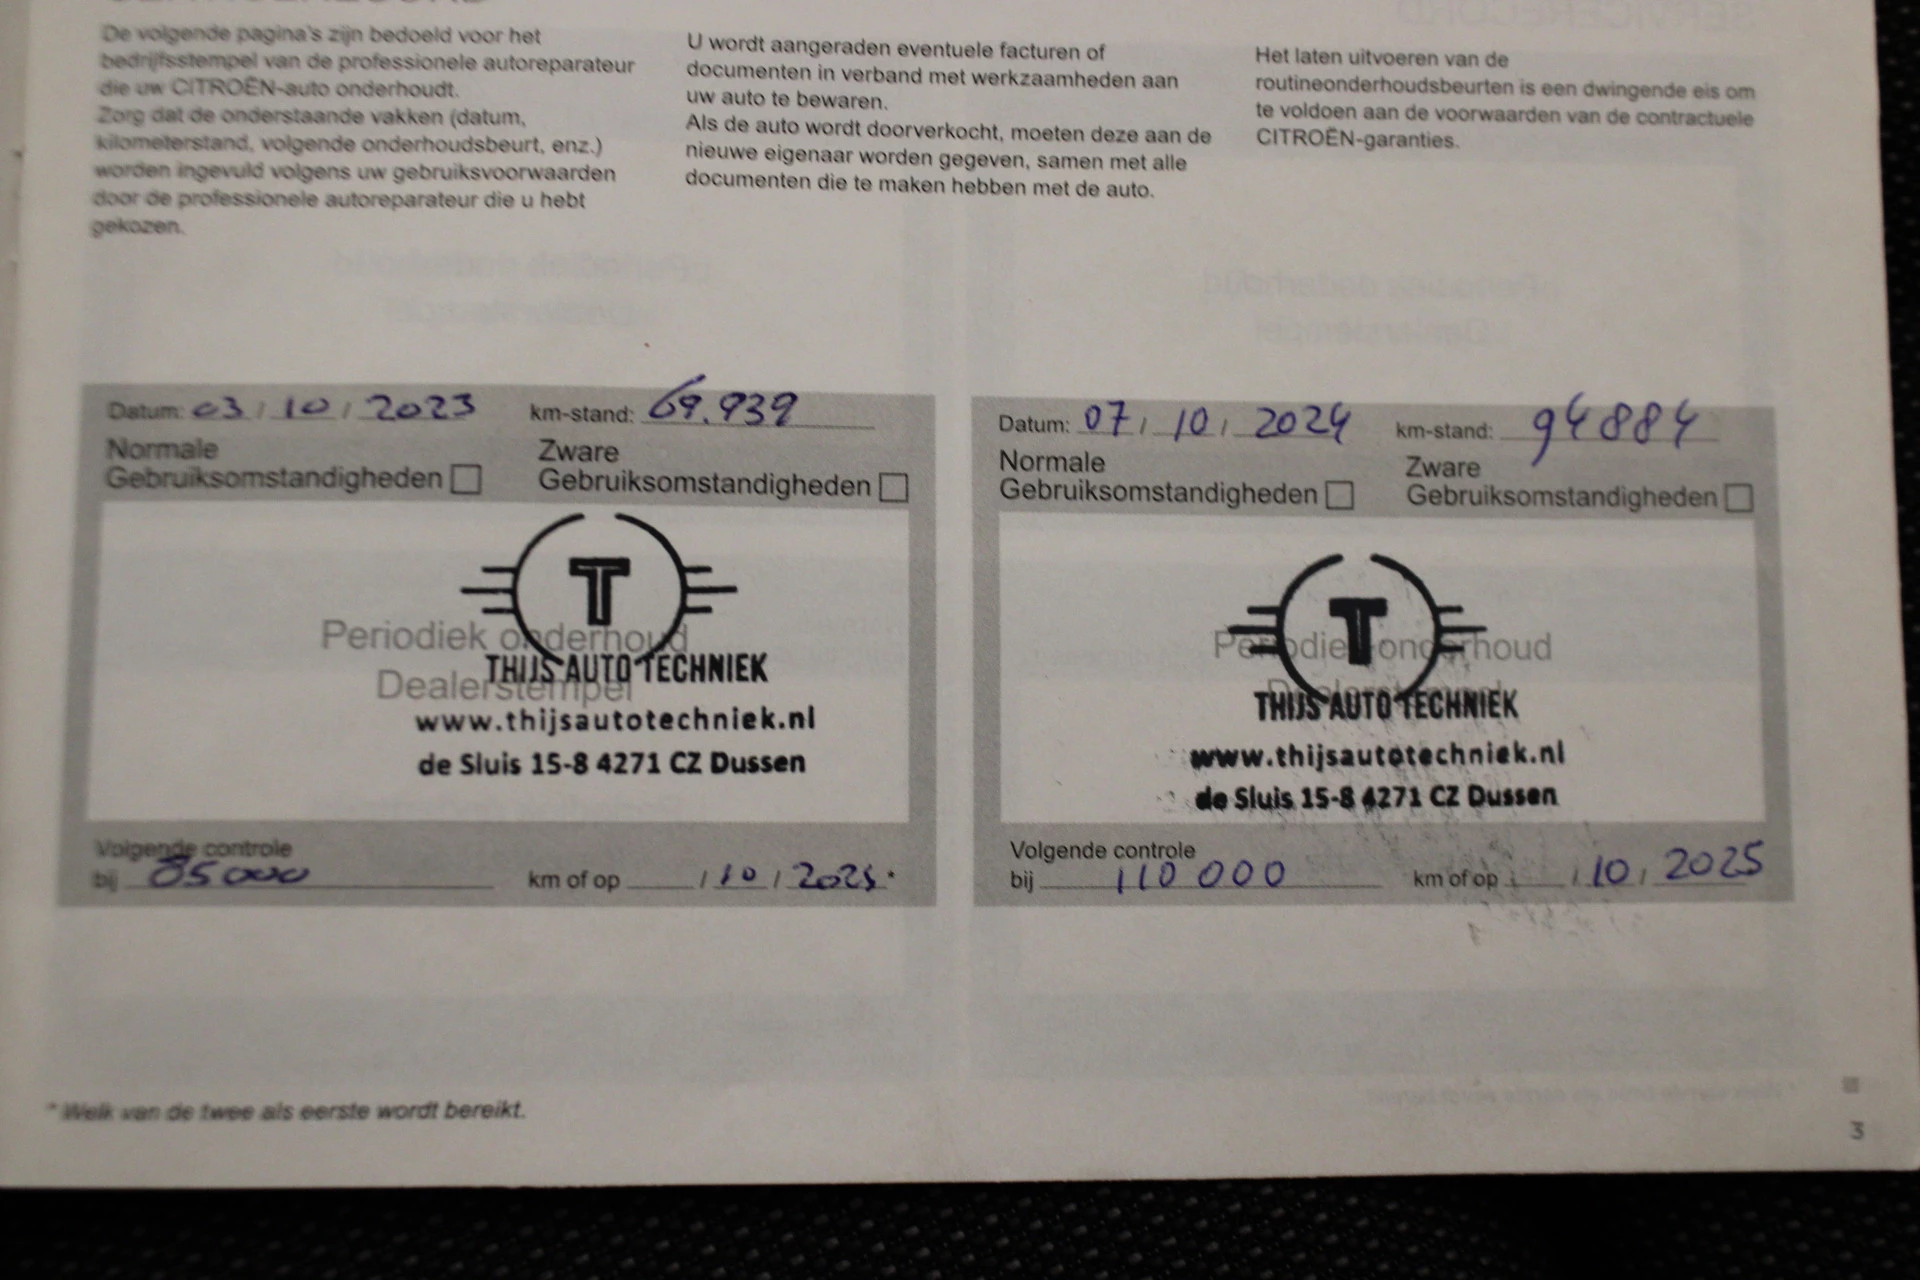 De volgende pagina's zijn bedoeld voor het
bedrijfsstempel van de professionele autoreparateur
die uw CITROËN-auto onderhoudt.
Zorg dat de onderstaande vakken (datum,
kilometerstand, volgende onderhoudsbeurt, enz.)
worden ingevuld volgens uw gebruiksvoorwaarden
door de professionele autoreparateur die u hebt
gekozen.
U wordt aangeraden eventuele facturen of
documenten in verband met werkzaamheden aan
uw auto te bewaren.
Als de auto wordt doorverkocht, moeten deze aan de
nieuwe eigenaar worden gegeven, samen met alle
documenten die te maken hebben met de auto.
Het laten uitvoeren van de
routineonderhoudsbeurten is een dwingende eis om
te voldoen aan de voorwaarden van de contractuele
CITROËN-garanties.
Datum: 03 / 10 / 2023 km-stand: 69.939
Normale Zware
Gebruiksomstandigheden Gebruiksomstandigheden
T
Periodiek onderhoud
THIJS AUTO TECHNIEK
Dealerstempel
www.thijsautotechniek.nl
de Sluis 15-8 4271 CZ Dussen
Volgende controle
bij 85000 km of op / 10 / *
Datum: 07 / 10 / 2024 km-stand: 94884
Normale Zware
Gebruiksomstandigheden Gebruiksomstandigheden
T
Periodiek onderhoud
Dealerstempel
THIJS AUTO TECHNIEK
www.thijsautotechniek.nl
de Sluis 15-8 4271 CZ Dussen
Volgende controle
bij 110 000 km of op / 10 / 2025
* Welk van de twee als eerste wordt bereikt.
3